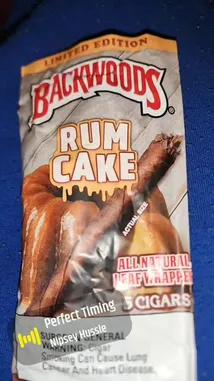 LIMITED EDITION
BACKWOODS®
RUM
CAKE
ACTUAL SIZE
ALL NATURAL
LEAF WRAPPER
5 CIGARS
Perfect Timing
Nipsey Hussle
SURGEON GENERAL
WARNING: Cigar
Smoking Can Cause Lung
Cancer And Heart Disease.